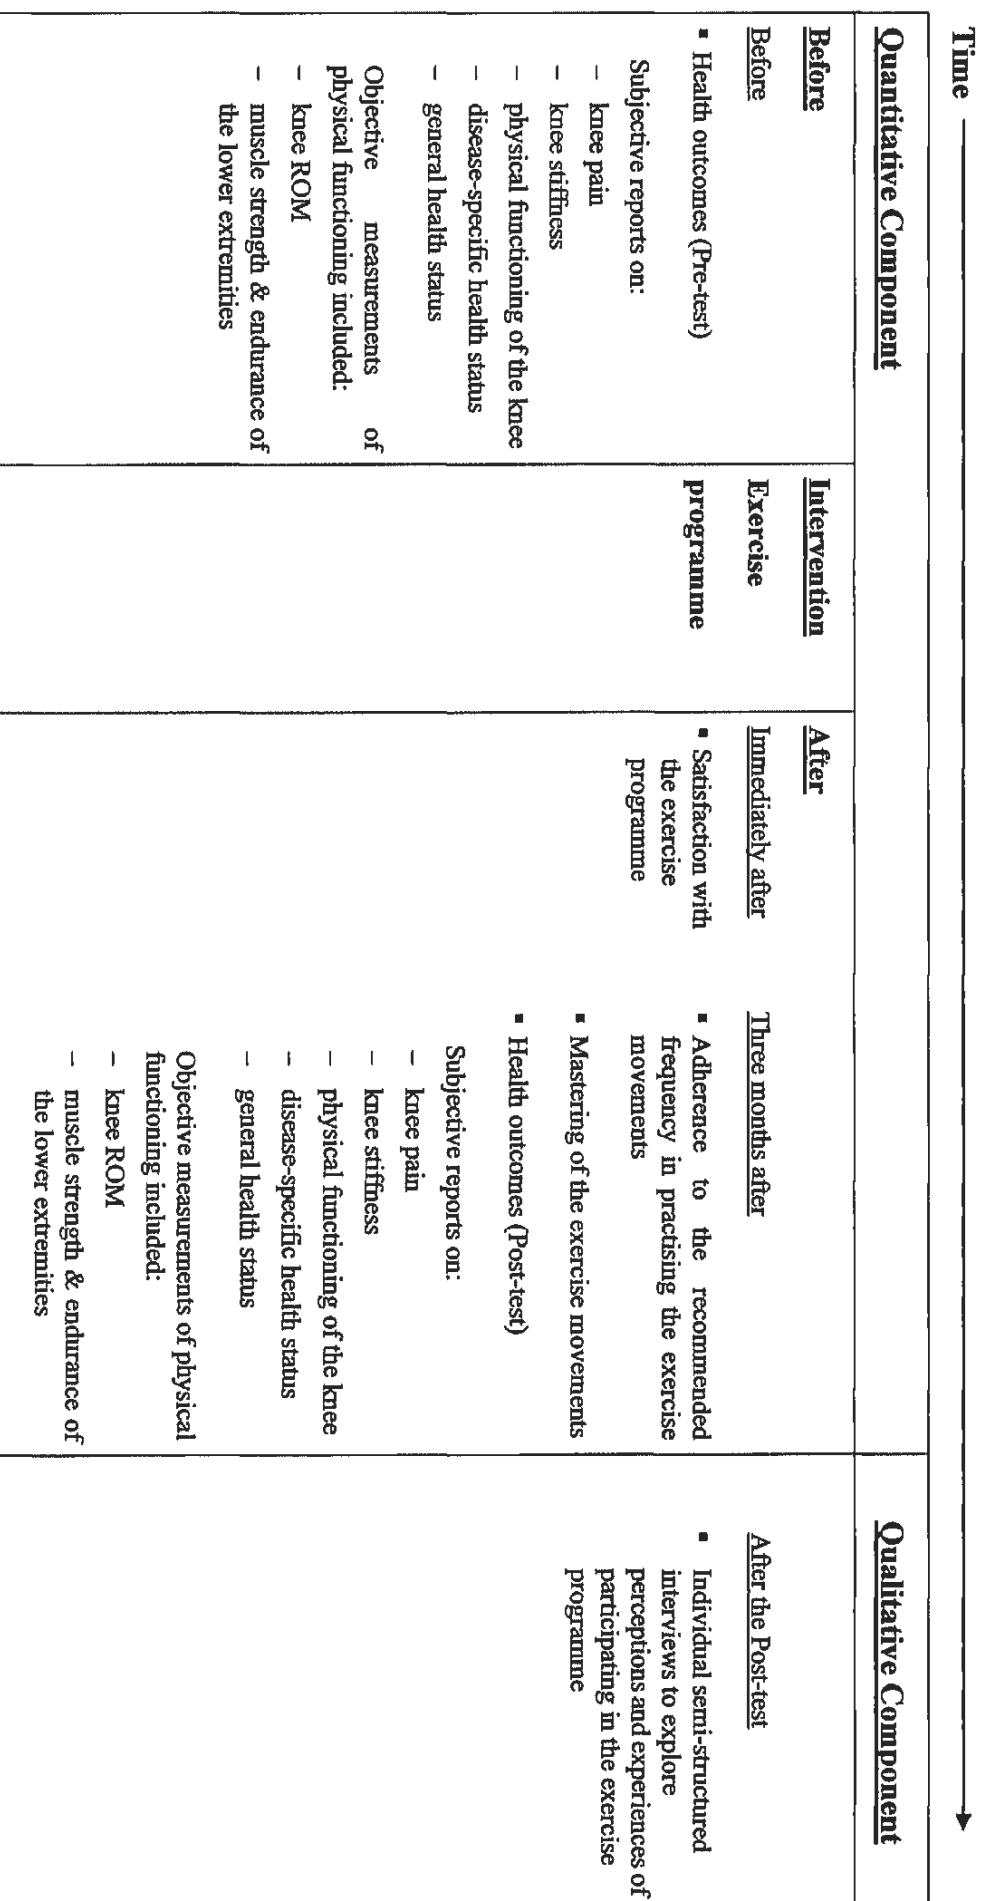 Time
Quantitative Component
Qualitative Component
Before
Intervention
After
Before
▪ Health outcomes (Pre-test)
Subjective reports on:
– knee pain
– knee stiffness
– physical functioning of the knee
– disease-specific health status
– general health status
Objective measurements of
physical functioning included:
– knee ROM
– muscle strength & endurance of
the lower extremities
Exercise
programme
Immediately after
▪ Satisfaction with
the exercise
programme
Three months after
▪ Adherence to the recommended
frequency in practising the exercise
movements
▪ Mastering of the exercise movements
▪ Health outcomes (Post-test)
Subjective reports on:
– knee pain
– knee stiffness
– physical functioning of the knee
– disease-specific health status
– general health status
Objective measurements of physical
functioning included:
– knee ROM
– muscle strength & endurance of
the lower extremities
After the Post-test
▪ Individual semi-structured
interviews to explore
perceptions and experiences of
participating in the exercise
programme